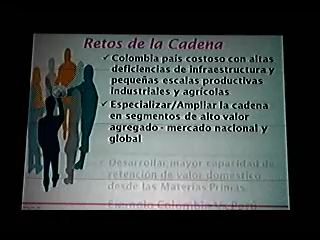 Retos de la Cadena
✓ Colombia país costoso con altas
deficiencias de infraestructura y
pequeñas escalas productivas
industriales y agrícolas
✓ Especializar/Ampliar la cadena
en segmentos de alto valor
agregado - mercado nacional y
global
Desarrollar mayor capacidad de
retención de valor doméstico
desde las Materias Primas
Ejemplo Colombia Vs Perú